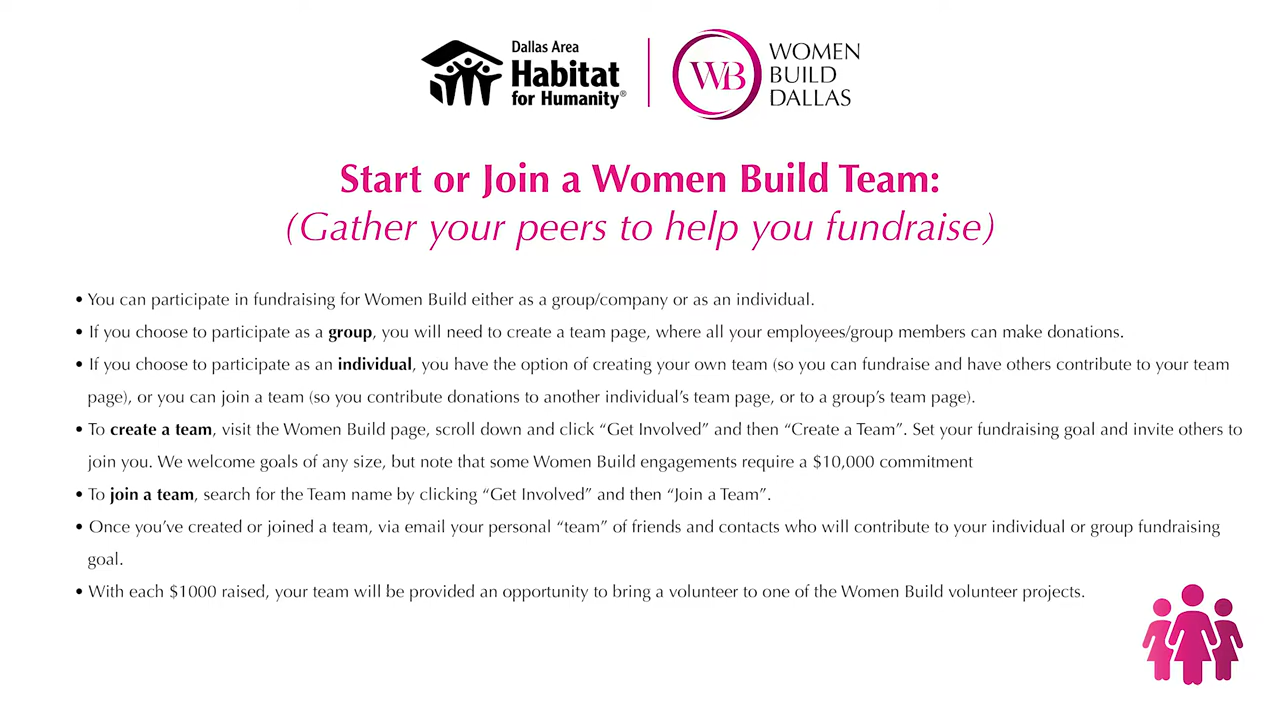 Dallas Area
Habitat
for Humanity®
WB
WOMEN
BUILD
DALLAS
Start or Join a Women Build Team:
(Gather your peers to help you fundraise)
• You can participate in fundraising for Women Build either as a group/company or as an individual.
• If you choose to participate as a group, you will need to create a team page, where all your employees/group members can make donations.
• If you choose to participate as an individual, you have the option of creating your own team (so you can fundraise and have others contribute to your team
page), or you can join a team (so you contribute donations to another individual’s team page, or to a group’s team page).
• To create a team, visit the Women Build page, scroll down and click “Get Involved” and then “Create a Team”. Set your fundraising goal and invite others to
join you. We welcome goals of any size, but note that some Women Build engagements require a $10,000 commitment
• To join a team, search for the Team name by clicking “Get Involved” and then “Join a Team”.
• Once you’ve created or joined a team, via email your personal “team” of friends and contacts who will contribute to your individual or group fundraising
goal.
• With each $1000 raised, your team will be provided an opportunity to bring a volunteer to one of the Women Build volunteer projects.